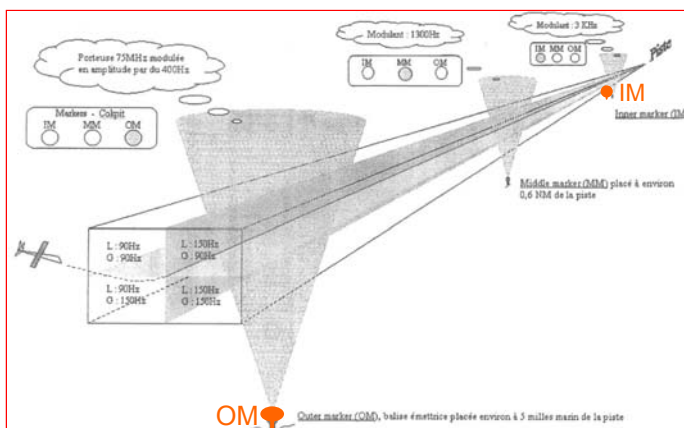 Porteuse 75MHz modulée
en amplitude par du 400Hz
Modulant : 1300Hz
Modulant : 3 KHz
Markers - Cokpit
IM MM OM
IM MM OM
IM MM OM
Piste
IM
Inner marker (IM
Middle marker (MM) placé à environ
0,6 NM de la piste
L : 90Hz
G : 90Hz
L : 150Hz
G : 90Hz
L : 90Hz
G : 150Hz
L : 150Hz
G : 150Hz
OM
Outer marker (OM), balise émettrice placée environ à 5 milles marin de la piste